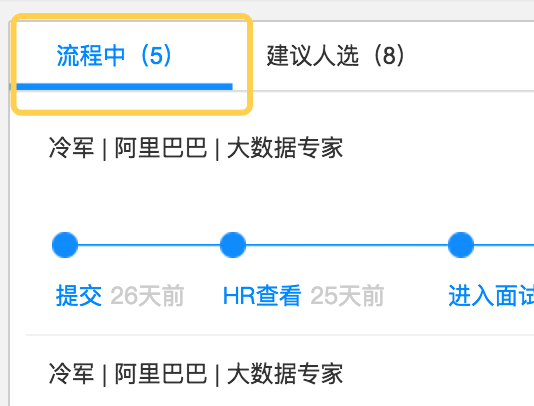 流程中（5） 建议人选（8）
冷军 | 阿里巴巴 | 大数据专家
提交 26天前 HR查看 25天前 进入面试
冷军 | 阿里巴巴 | 大数据专家